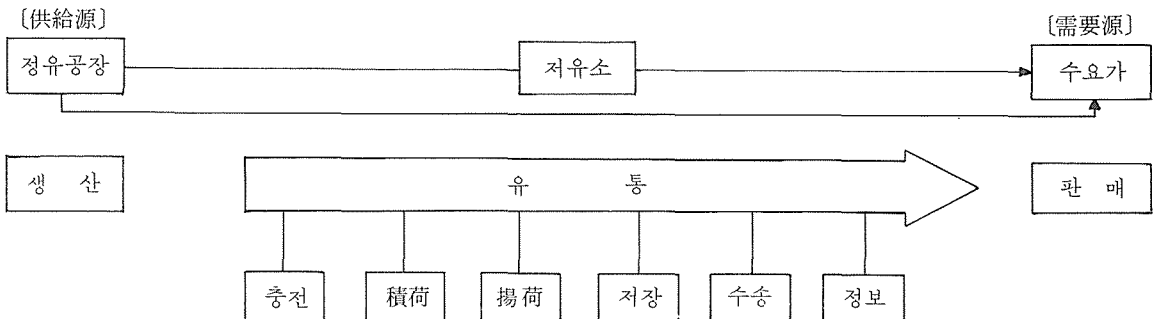 〔供給源〕
〔需要源〕
정유공장
저유소
수요가
생 산
유 통
판 매
충전
積荷
揚荷
저장
수송
정보